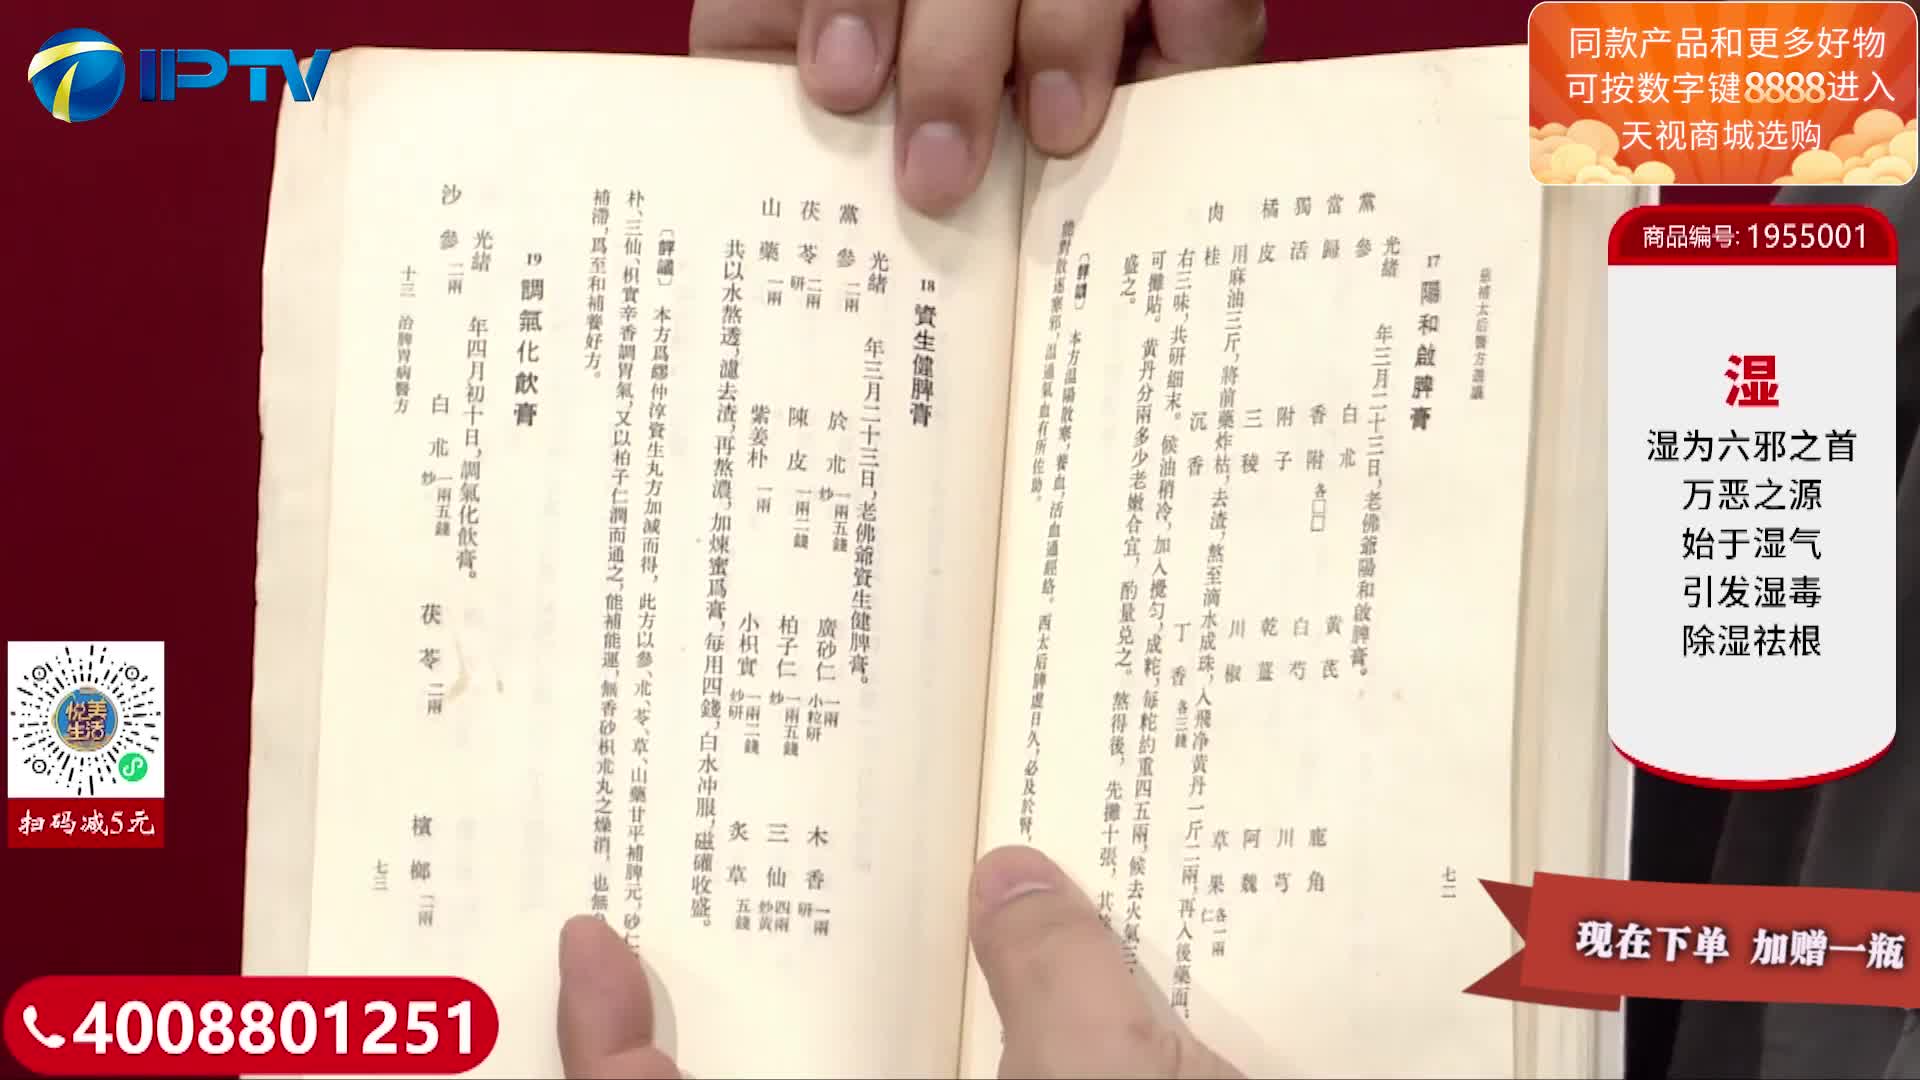 IPTV
同款产品和更多好物
可按数字键8888进入
天视商城选购
商品编号: 1955001
湿
湿为六邪之首
万恶之源
始于湿气
引发湿毒
除湿祛根
现在下单 加赠一瓶
悦美
生活
扫码减5元
4008801251
慈禧太后醫方選議
17 陽和啟脾膏
光緒 年三月二十三日，老佛爺陽和啟脾膏。
黨參 白朮 黃芪 鹿角
當歸 香附 各□□ 白芍 川芎
獨活 附子 乾薑 阿魏
橘皮 三稜 川椒 草果仁 各一兩
用麻油三斤，將前藥炸枯，去渣，熬至滴水成珠，入飛净黃丹一斤二兩，再入後藥面。
肉桂 沉香 丁香 各三錢
右三味，共研細末。候油稍冷，加入攪匀，成粑，每粑約重四五兩，候去火氣三、
可攤貼。黃丹分兩多少老嫩合宜，酌量兑之。熬得後，先攤十張，其
盛之。
〔評議〕 本方温陽散寒，養血，活血通經絡。西太后脾虚日久，必及於腎，
能對散逐寒邪，温通氣血有所佐助。
七二
18 資生健脾膏
光緒 年三月二十三日，老佛爺資生健脾膏。
黨參 二兩 於朮 炒 一兩五錢 廣砂仁 一兩 小粒研 木香 一兩 研
茯苓 二兩 研 陳皮 一兩二錢 柏子仁 一兩五錢 炒 三仙 四兩 炒黃
山藥 一兩 紫姜朴 一兩 小枳實 一兩二錢 炒研 炙草 五錢
共以水熬透，濾去渣，再熬濃，加煉蜜爲膏，每用四錢，白水冲服，磁罐收盛。
〔評議〕 本方爲繆仲淳資生丸方加減而得，此方以參、朮、苓、草、山藥甘平補脾元，砂仁
朴、三仙、枳實辛香調胃氣，又以柏子仁潤而通之，能補能運，無香砂枳朮丸之燥消，也無
補滯，爲至和補養好方。
19 調氣化飲膏
光緒 年四月初十日，調氣化飲膏。
沙參 二兩 白朮 炒 一兩五錢 茯苓 二兩 檳榔 二兩
十三 治脾胃病醫方
七三